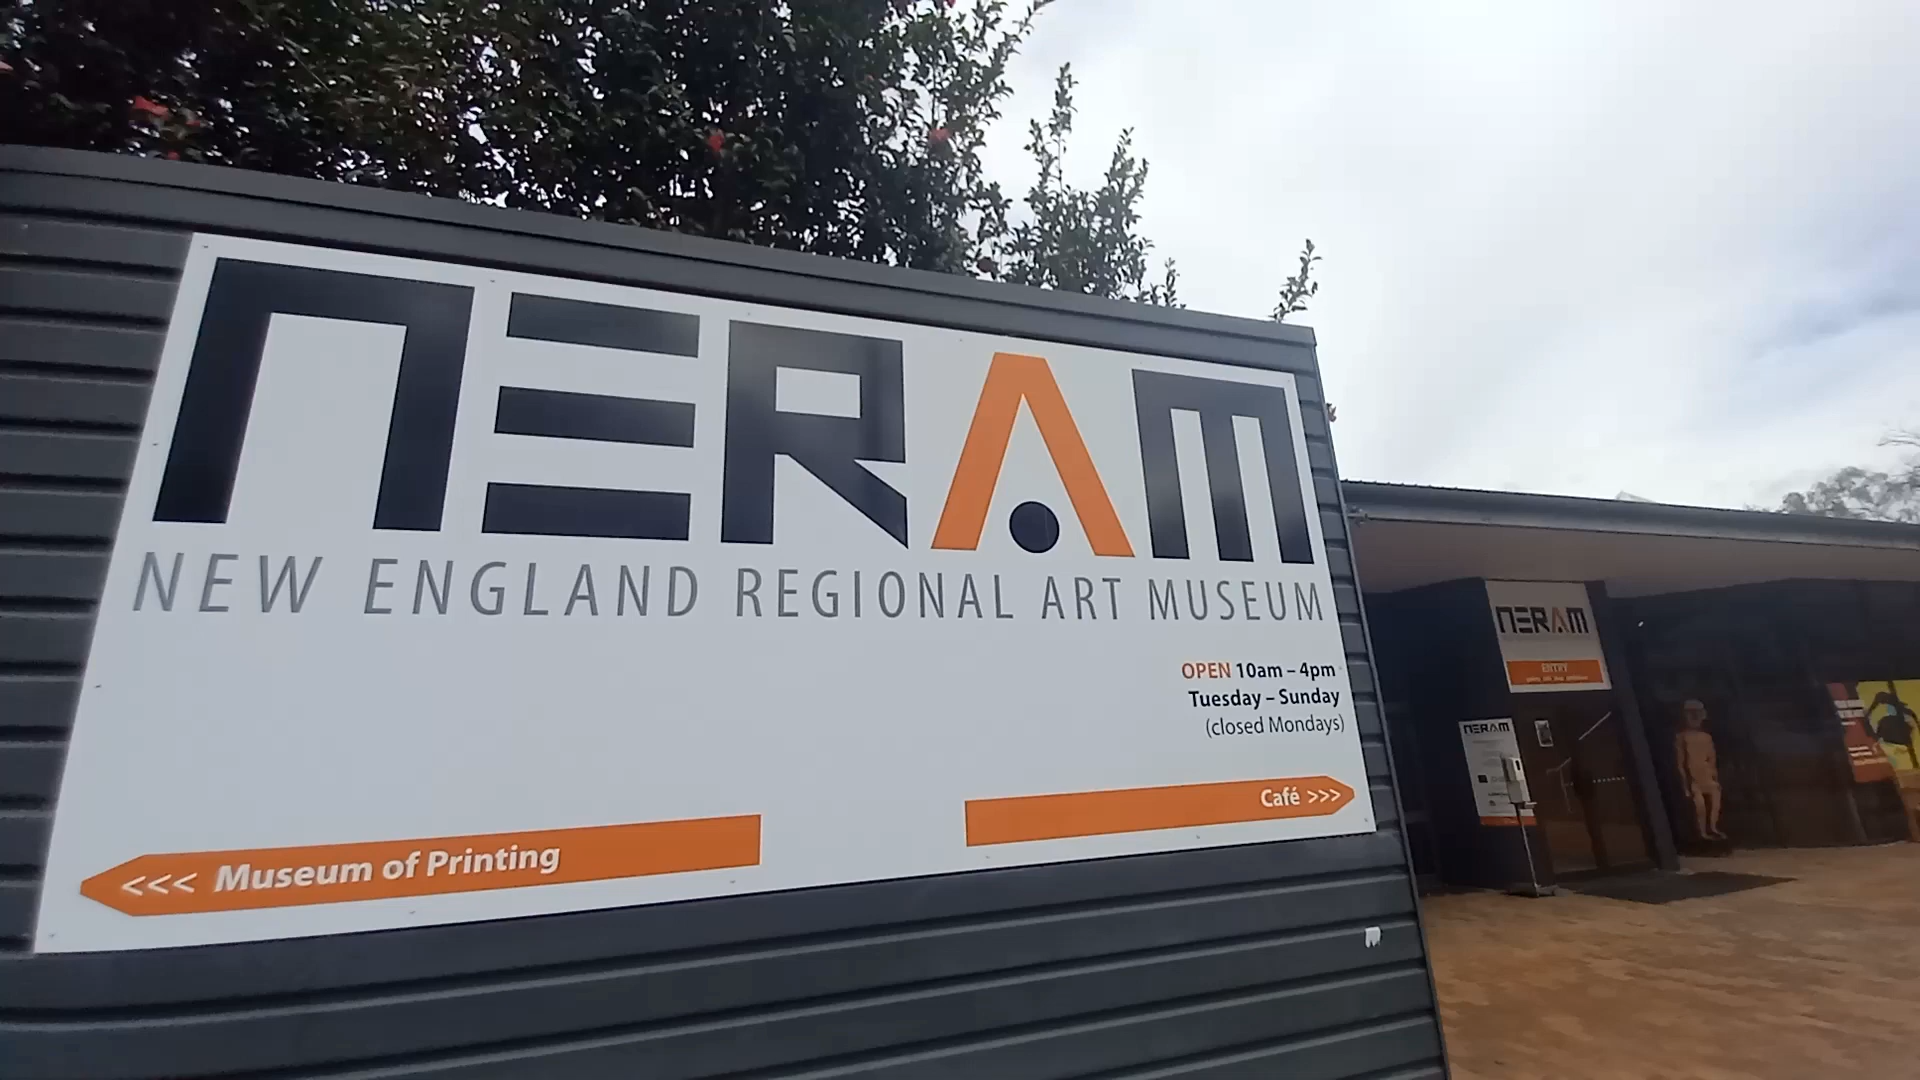 NERAM
NEW ENGLAND REGIONAL ART MUSEUM
OPEN 10am – 4pm
Tuesday – Sunday
(closed Mondays)
Café >>>
<<< Museum of Printing
NERAM
ENTRY
NERAM